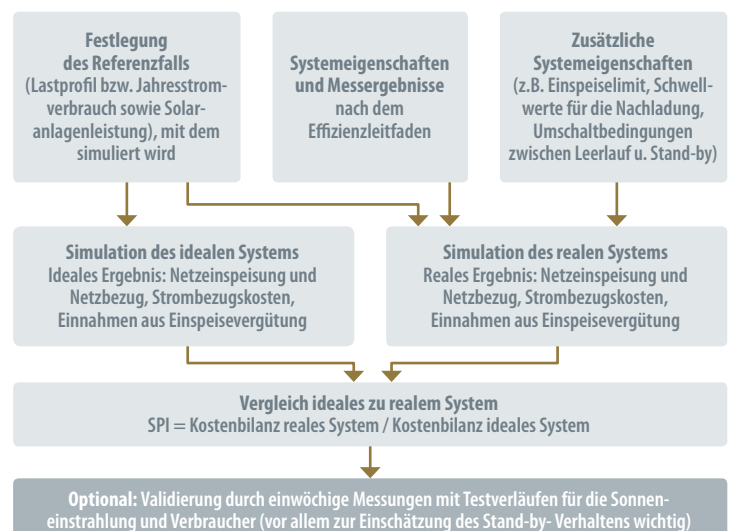 Festlegung
des Referenzfalls
(Lastprofil bzw. Jahresstrom-
verbrauch sowie Solar-
anlagenleistung), mit dem
simuliert wird
Systemeigenschaften
und Messergebnisse
nach dem
Effizienzleitfaden
Zusätzliche
Systemeigenschaften
(z.B. Einspeiselimit, Schwell-
werte für die Nachladung,
Umschaltbedingungen
zwischen Leerlauf u. Stand-by)
Simulation des idealen Systems
Ideales Ergebnis: Netzeinspeisung und
Netzbezug, Strombezugskosten,
Einnahmen aus Einspeisevergütung
Simulation des realen Systems
Reales Ergebnis: Netzeinspeisung und
Netzbezug, Strombezugskosten,
Einnahmen aus Einspeisevergütung
Vergleich ideales zu realem System
SPI = Kostenbilanz reales System / Kostenbilanz ideales System
Optional: Validierung durch einwöchige Messungen mit Testverläufen für die Sonnen-
einstrahlung und Verbraucher (vor allem zur Einschätzung des Stand-by- Verhaltens wichtig)